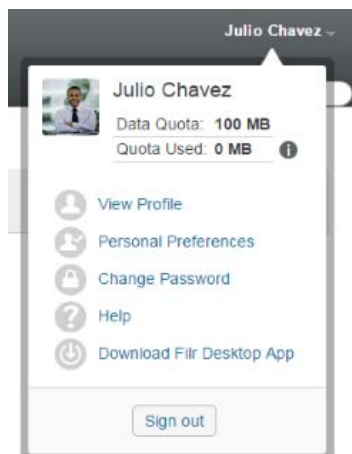 Julio Chavez
Julio Chavez
Data Quota: 100 MB
Quota Used: 0 MB
View Profile
Personal Preferences
Change Password
Help
Download Filr Desktop App
Sign out